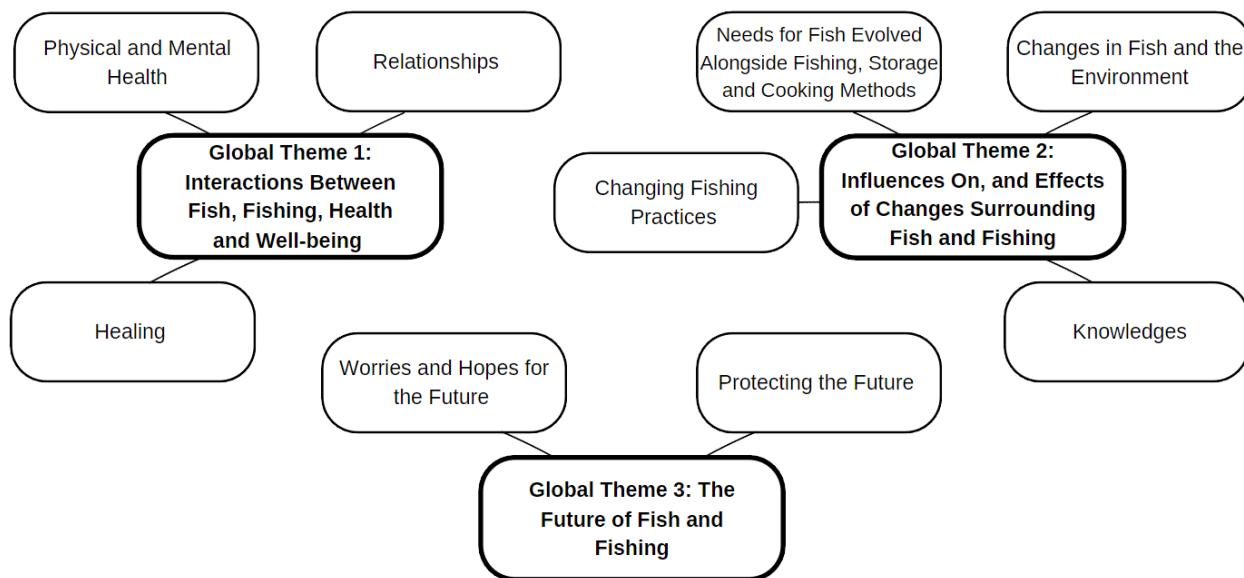 Physical and Mental
Health
Relationships
Global Theme 1:
Interactions Between
Fish, Fishing, Health
and Well-being
Healing
Needs for Fish Evolved
Alongside Fishing, Storage
and Cooking Methods
Changes in Fish and the
Environment
Changing Fishing
Practices
Global Theme 2:
Influences On, and Effects
of Changes Surrounding
Fish and Fishing
Knowledges
Worries and Hopes for
the Future
Protecting the Future
Global Theme 3: The
Future of Fish and
Fishing